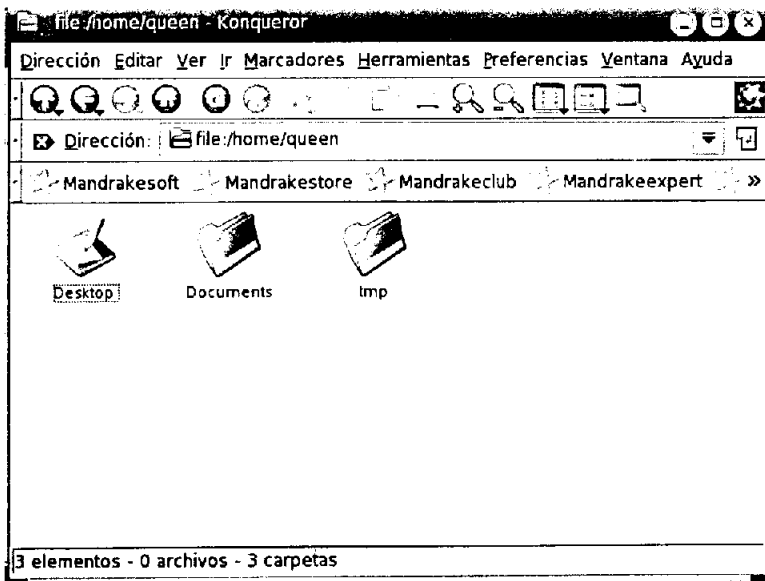 file:/home/queen - Konqueror
Dirección Editar Ver Ir Marcadores Herramientas Preferencias Ventana Ayuda
Dirección: file:/home/queen
Mandrakesoft Mandrakestore Mandrakeclub Mandrakeexpert »
Desktop Documents tmp
3 elementos - 0 archivos - 3 carpetas